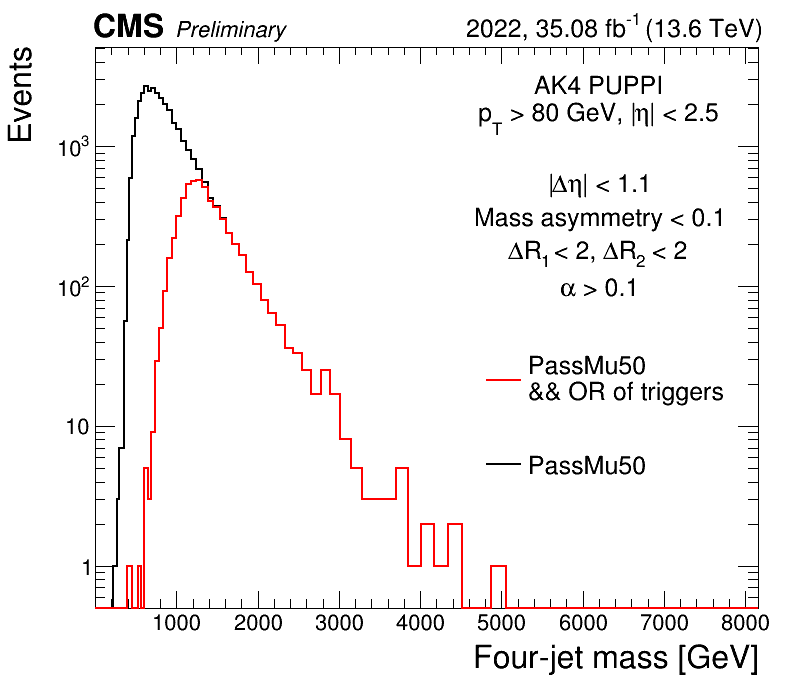 CMS Preliminary 2022, 35.08 fb⁻¹ (13.6 TeV)
Events
AK4 PUPPI
p_T > 80 GeV, |η| < 2.5
|Δη| < 1.1
Mass asymmetry < 0.1
ΔR₁ < 2, ΔR₂ < 2
α > 0.1
PassMu50
&& OR of triggers
PassMu50
10³
10²
10
1
1000 2000 3000 4000 5000 6000 7000 8000
Four-jet mass [GeV]